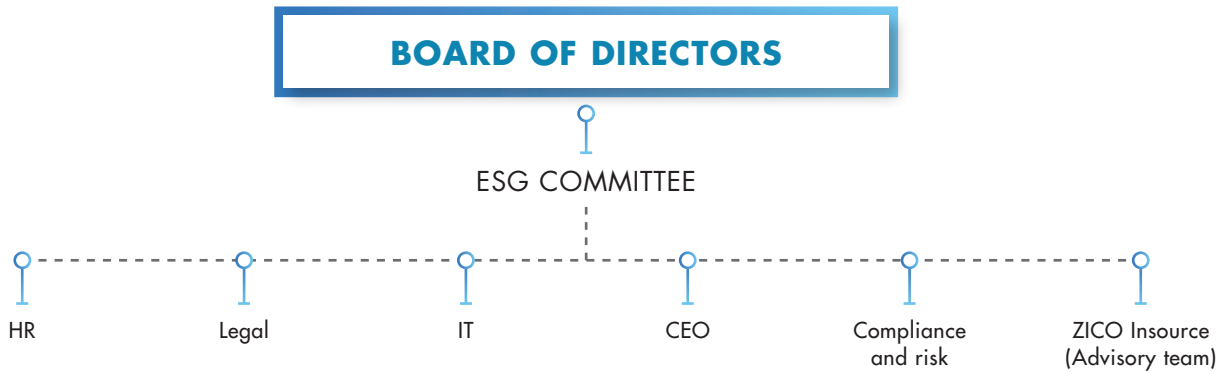 BOARD OF DIRECTORS
ESG COMMITTEE
HR
Legal
IT
CEO
Compliance
and risk
ZICO Insource
(Advisory team)